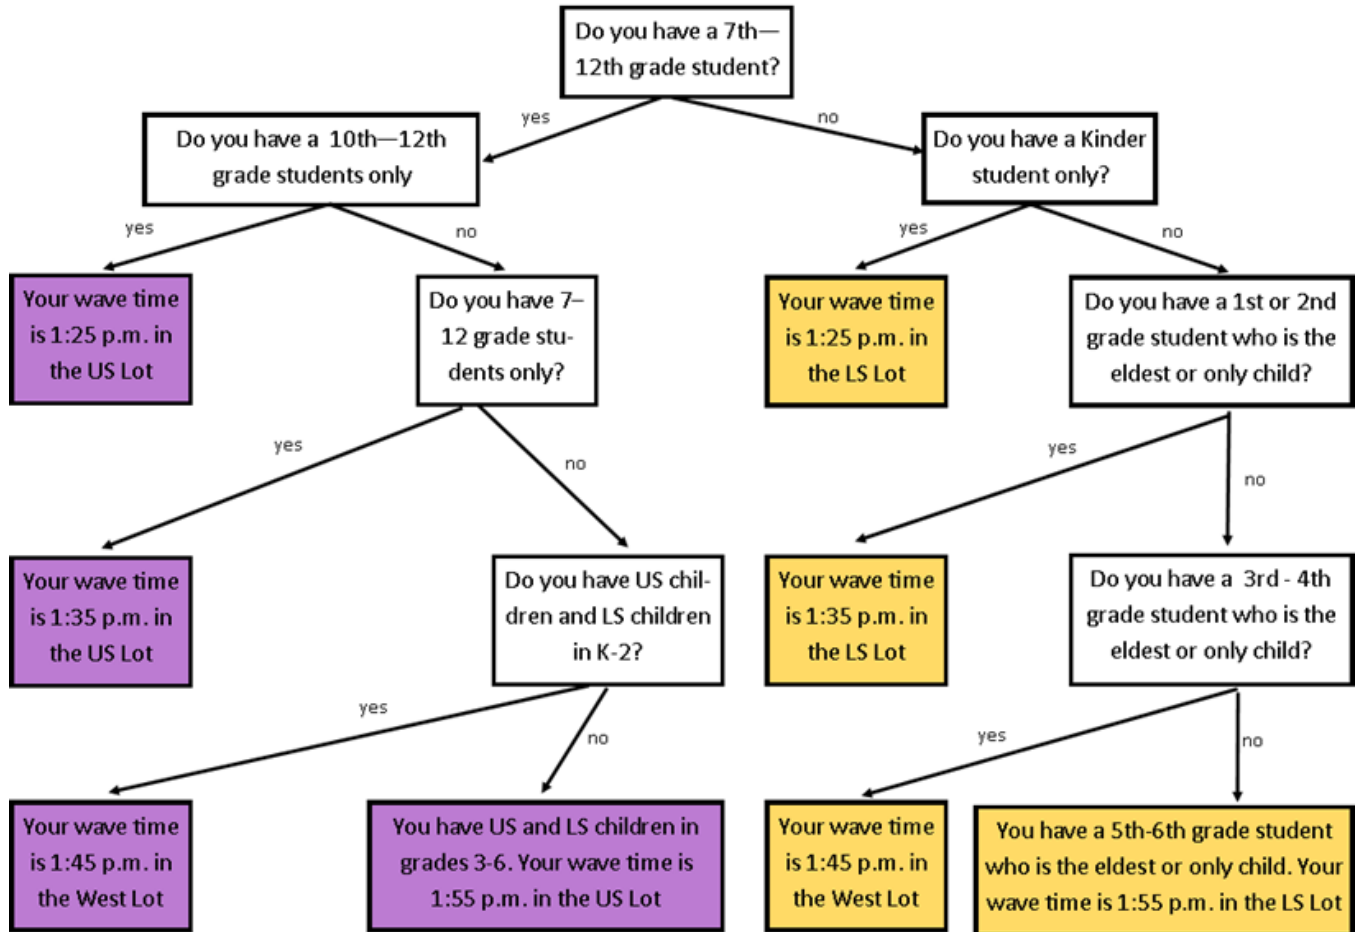 Do you have a 7th—
12th grade student?
yes
no
Do you have a 10th—12th
grade students only
Do you have a Kinder
student only?
yes
no
yes
no
Your wave time
is 1:25 p.m. in
the US Lot
Do you have 7–
12 grade stu-
dents only?
Your wave time
is 1:25 p.m. in
the LS Lot
Do you have a 1st or 2nd
grade student who is the
eldest or only child?
yes
no
yes
no
Your wave time
is 1:35 p.m. in
the US Lot
Do you have US chil-
dren and LS children
in K-2?
Your wave time
is 1:35 p.m. in
the LS Lot
Do you have a 3rd - 4th
grade student who is the
eldest or only child?
yes
no
yes
no
Your wave time
is 1:45 p.m. in
the West Lot
You have US and LS children in
grades 3-6. Your wave time is
1:55 p.m. in the US Lot
Your wave time
is 1:45 p.m. in
the West Lot
You have a 5th-6th grade student
who is the eldest or only child. Your
wave time is 1:55 p.m. in the LS Lot